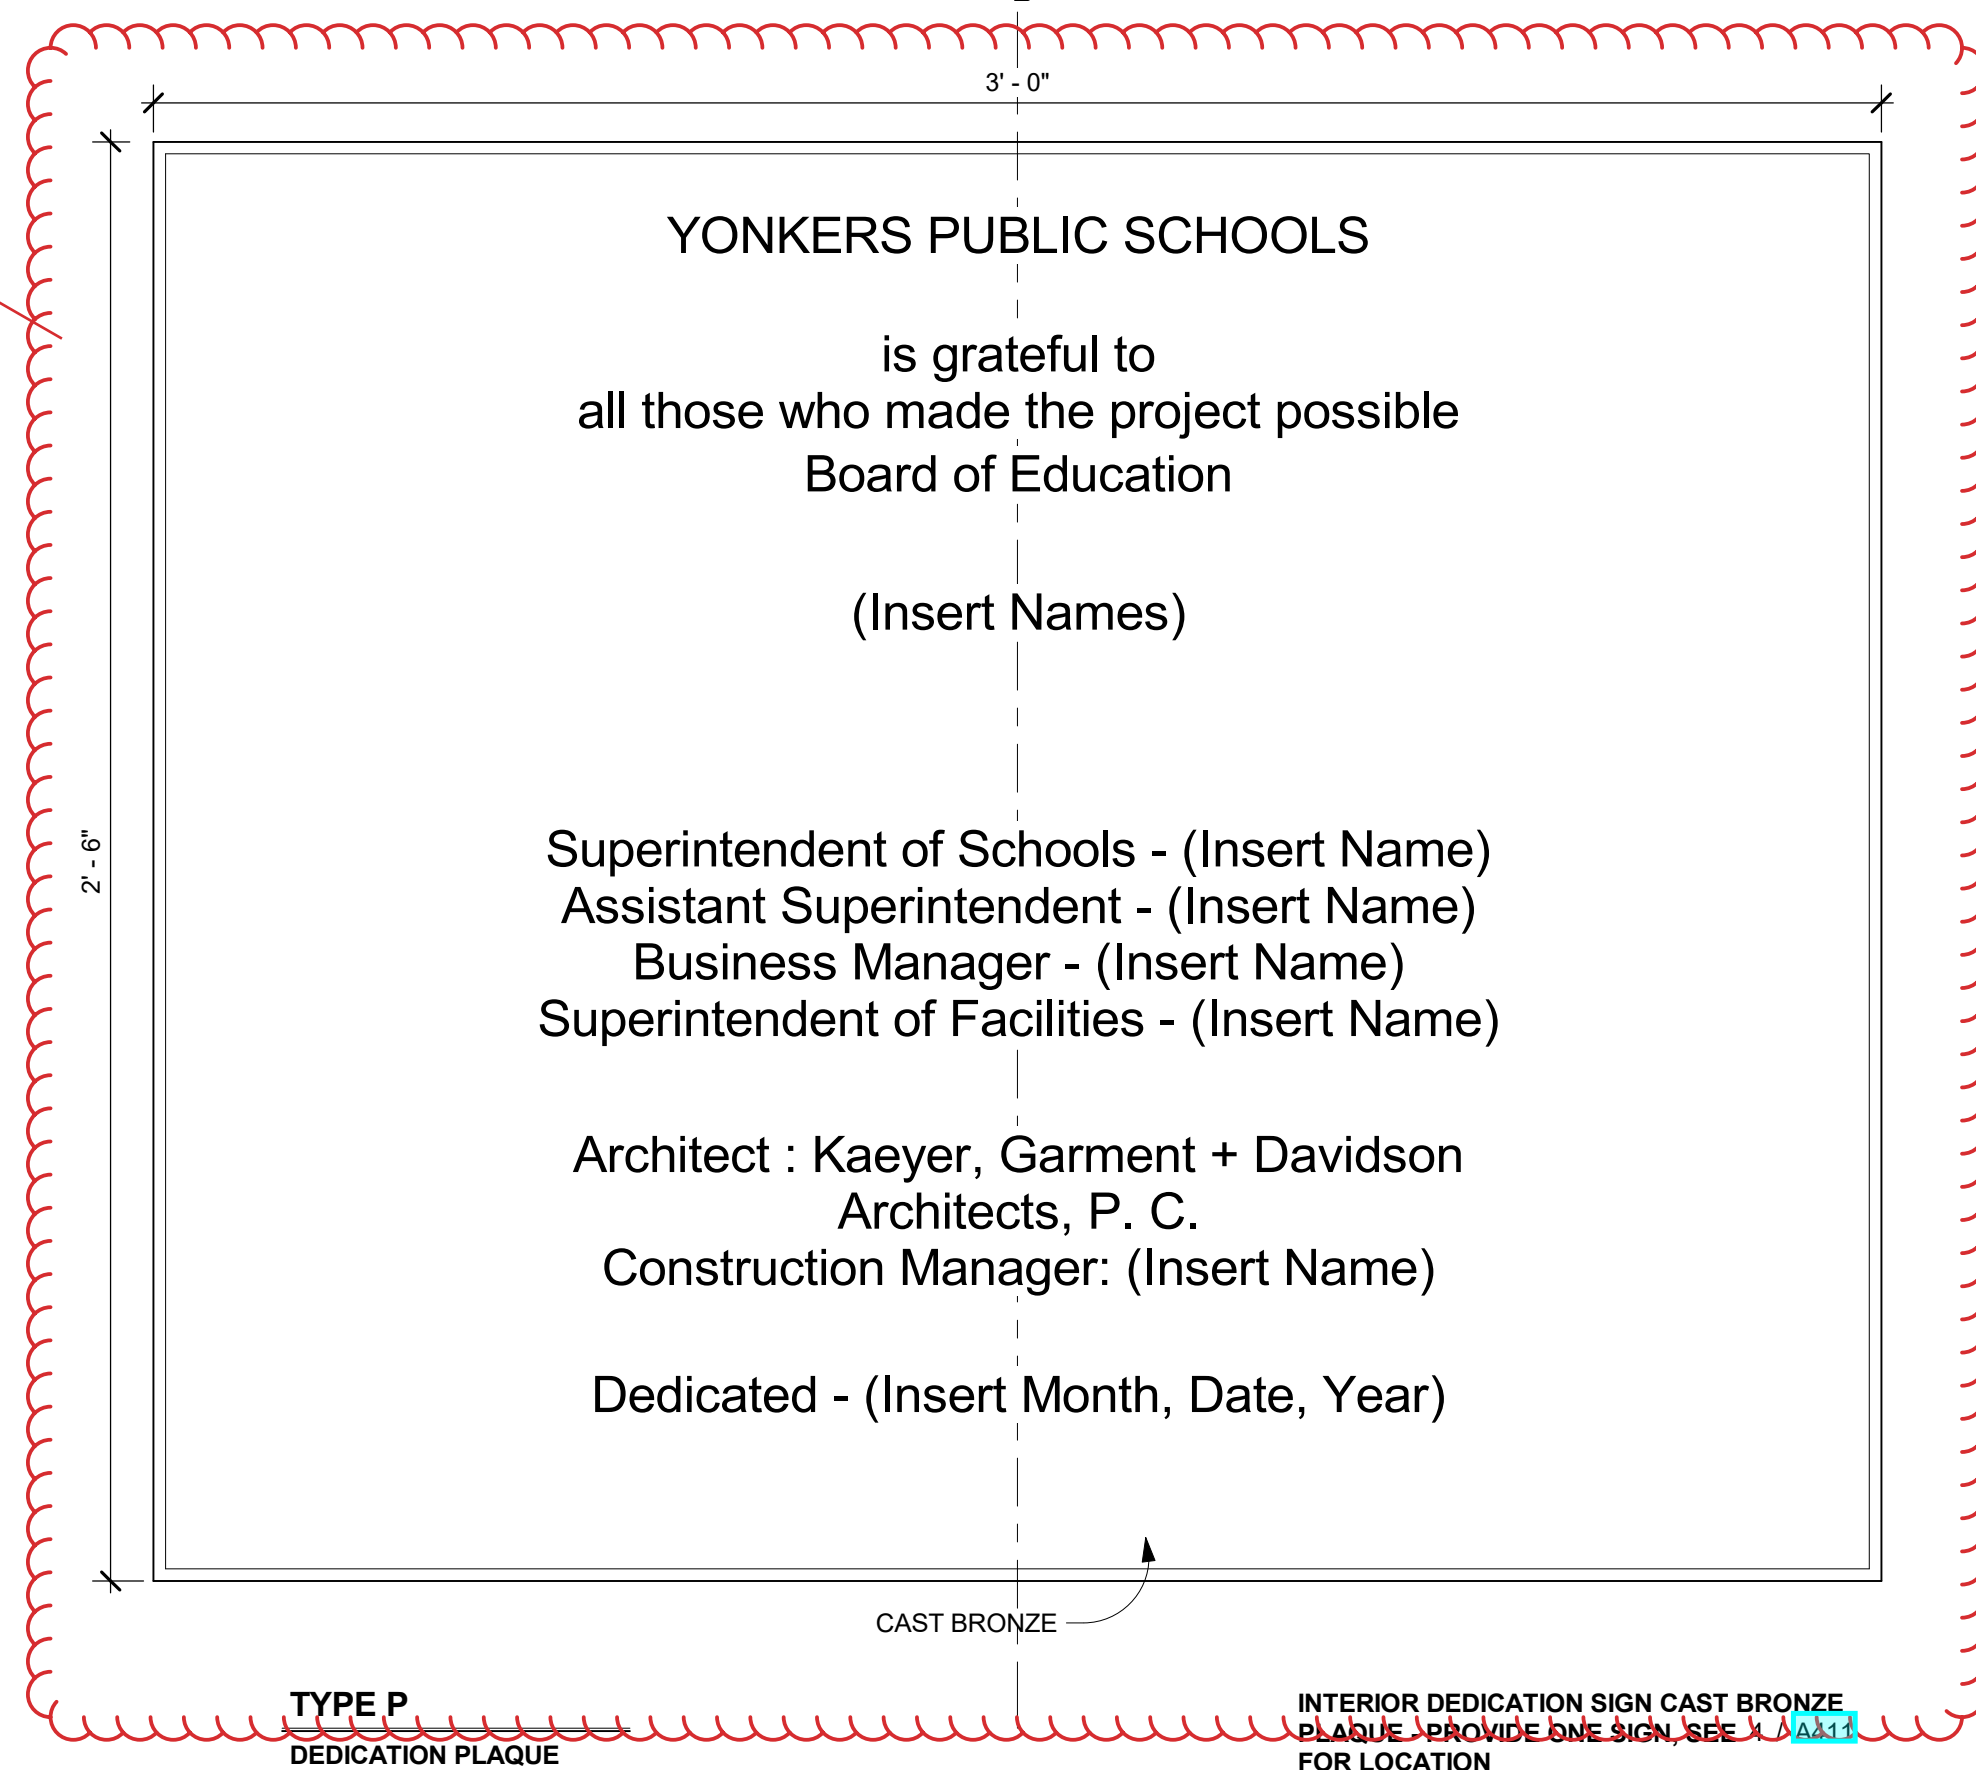 3' - 0"
YONKERS PUBLIC SCHOOLS
is grateful to
all those who made the project possible
Board of Education
(Insert Names)
2' - 6"
Superintendent of Schools - (Insert Name)
Assistant Superintendent - (Insert Name)
Business Manager - (Insert Name)
Superintendent of Facilities - (Insert Name)
Architect : Kaeyer, Garment + Davidson
Architects, P. C.
Construction Manager: (Insert Name)
Dedicated - (Insert Month, Date, Year)
CAST BRONZE
TYPE P
DEDICATION PLAQUE
INTERIOR DEDICATION SIGN CAST BRONZE
PLAQUE - PROVIDE ONE SIGN, SEE / A411
FOR LOCATION